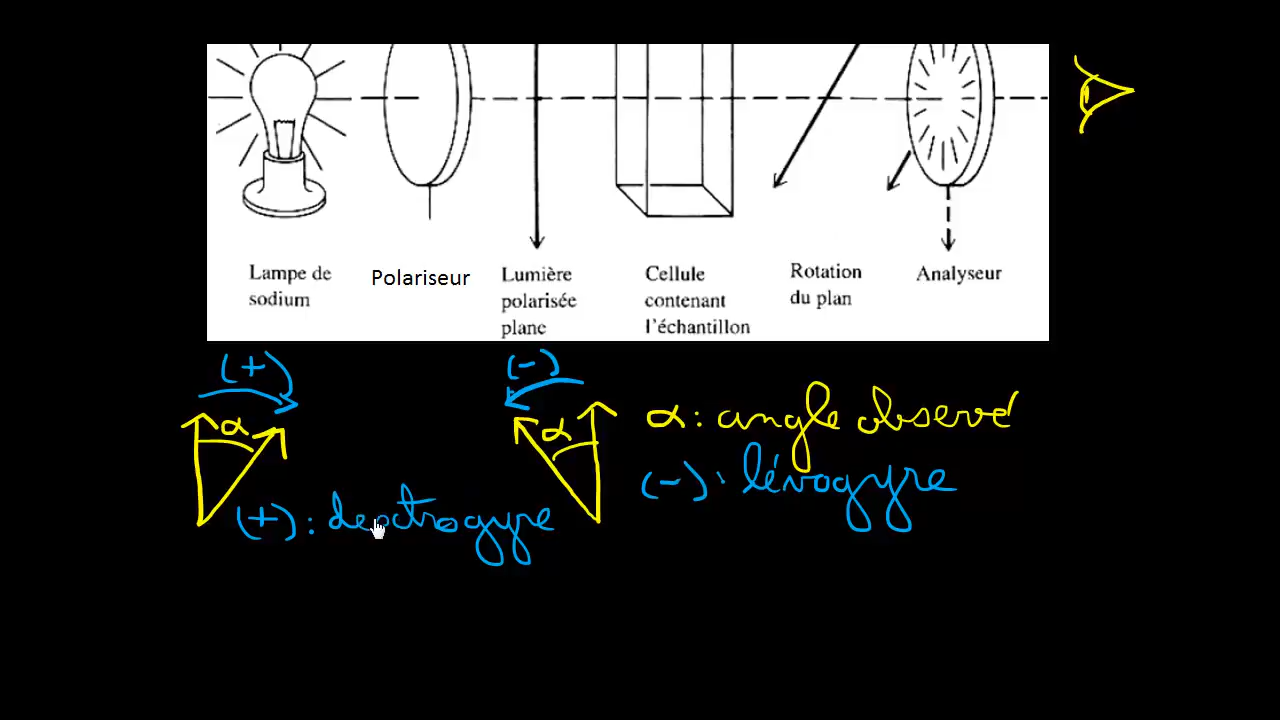 Lampe de
sodium
Polariseur
Lumière
polarisée
plane
Cellule
contenant
l'échantillon
Rotation
du plan
Analyseur
(+)
α
(+) : dextrogyre
(-)
α
α : angle observé
(-) : lévogyre